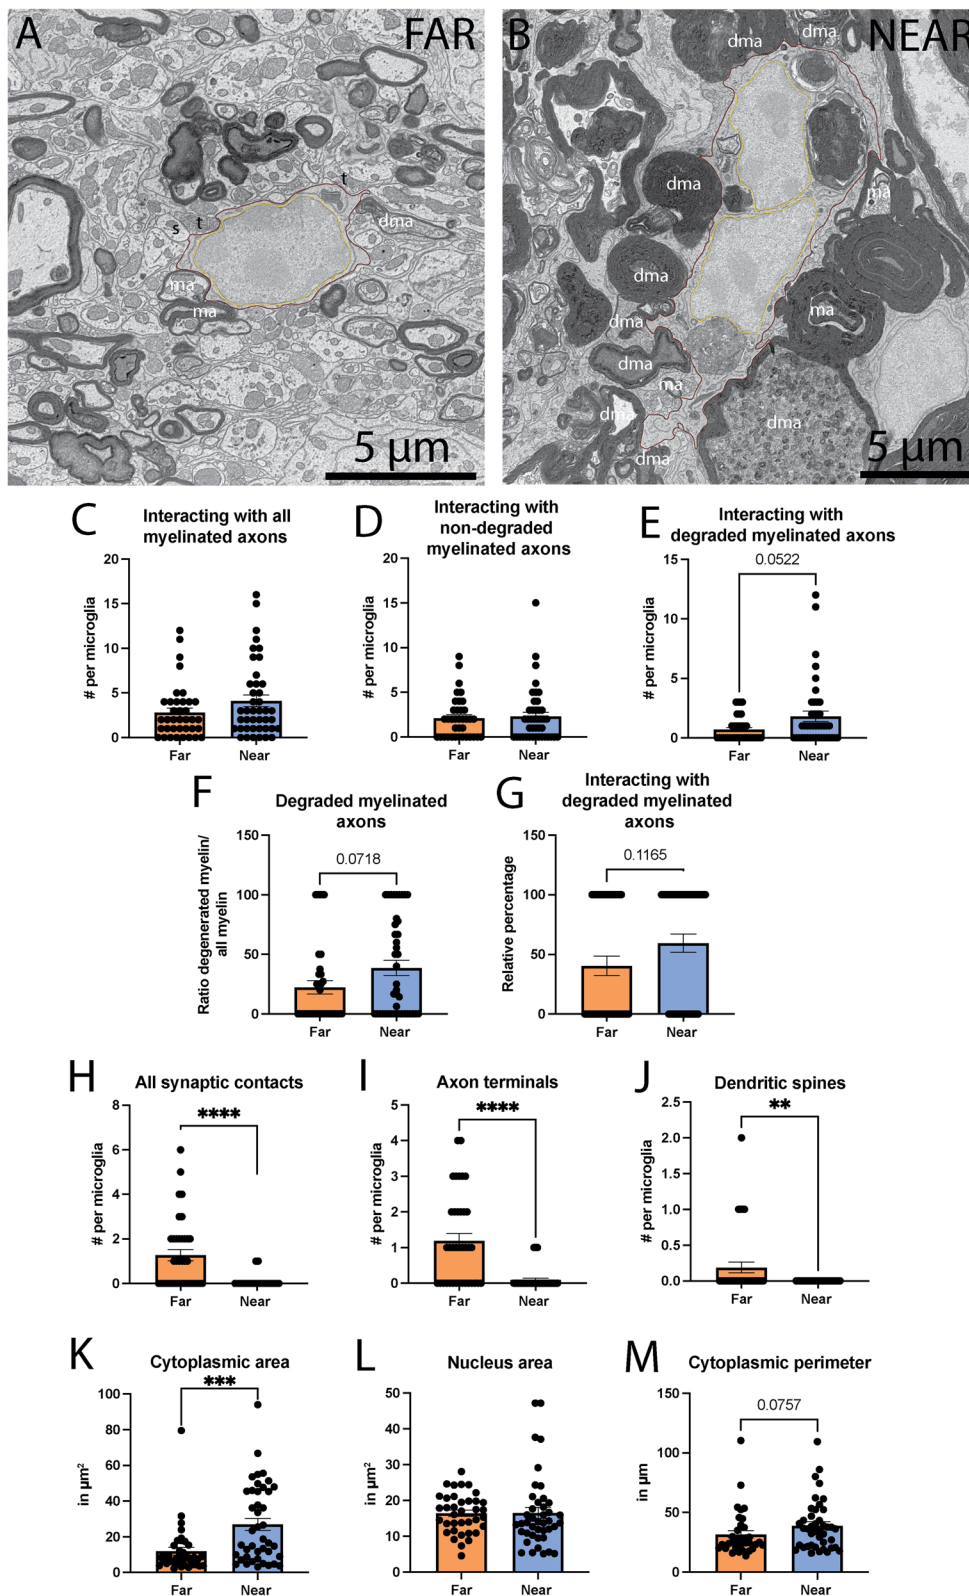 A
FAR
t
t
s
dma
ma
ma
5 µm
B
NEAR
dma
dma
dma
ma
dma
ma
dma
dma
ma
dma
dma
dma
5 µm
C
Interacting with all
myelinated axons
# per microglia
20
15
10
5
0
Far
Near
D
Interacting with
non-degraded
myelinated axons
# per microglia
20
15
10
5
0
Far
Near
E
Interacting with
degraded myelinated axons
# per microglia
15
10
5
0
0.0522
Far
Near
F
Degraded myelinated
axons
Ratio degenerated myelin/
all myelin
150
100
50
0
0.0718
Far
Near
G
Interacting with
degraded myelinated
axons
Relative percentage
150
100
50
0
0.1165
Far
Near
H
All synaptic contacts
# per microglia
8
6
4
2
0
****
Far
Near
I
Axon terminals
# per microglia
5
4
3
2
1
0
****
Far
Near
J
Dendritic spines
# per microglia
2.5
2.0
1.5
1.0
0.5
0.0
**
Far
Near
K
Cytoplasmic area
in µm²
100
80
60
40
20
0
***
Far
Near
L
Nucleus area
in µm²
50
40
30
20
10
0
Far
Near
M
Cytoplasmic perimeter
in µm
150
100
50
0
0.0757
Far
Near